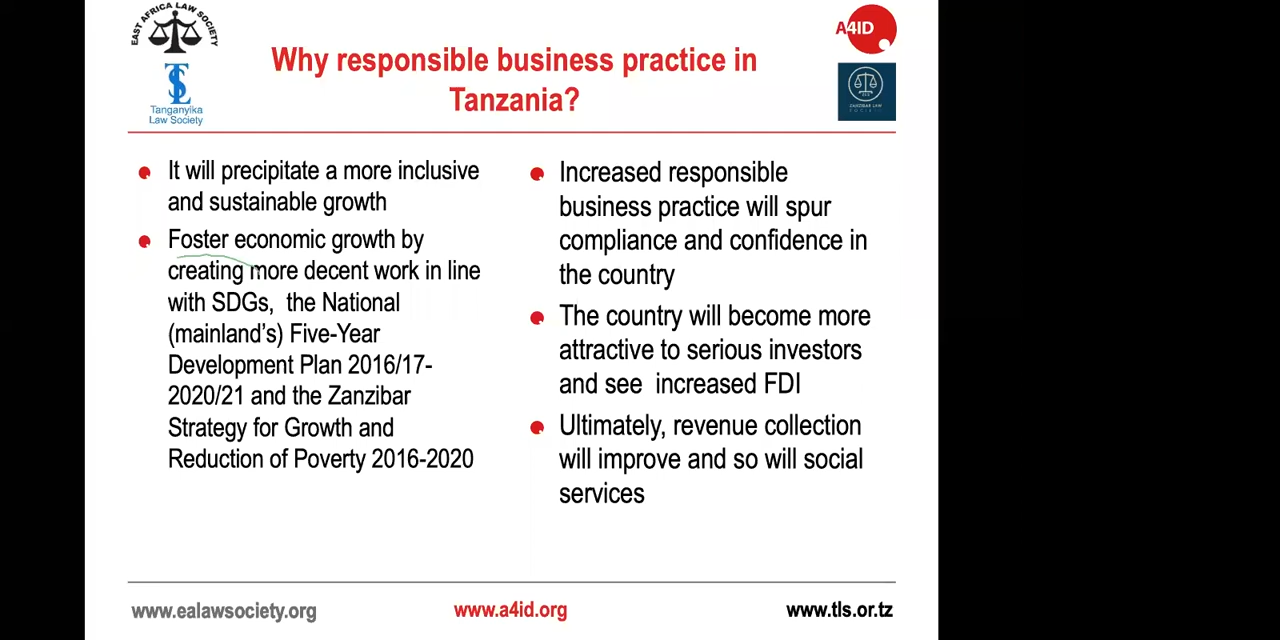 EAST AFRICA LAW SOCIETY
A4ID
Tanganyika
Law Society
ZANZIBAR LAW
SOCIETY
Why responsible business practice in
Tanzania?
It will precipitate a more inclusive
and sustainable growth
Foster economic growth by
creating more decent work in line
with SDGs, the National
(mainland's) Five-Year
Development Plan 2016/17-
2020/21 and the Zanzibar
Strategy for Growth and
Reduction of Poverty 2016-2020
Increased responsible
business practice will spur
compliance and confidence in
the country
The country will become more
attractive to serious investors
and see increased FDI
Ultimately, revenue collection
will improve and so will social
services
www.ealawsociety.org
www.a4id.org
www.tls.or.tz